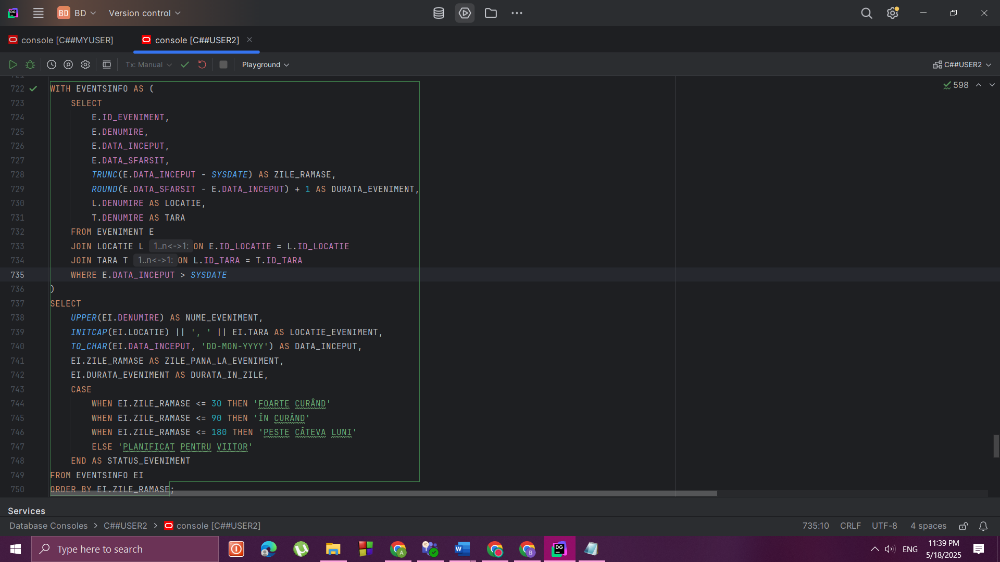 BD BD Version control
console [C##MYUSER] console [C##USER2]
Tx: Manual Playground C##USER2
598
722 WITH EVENTSINFO AS (
723 SELECT
724 E.ID_EVENIMENT,
725 E.DENUMIRE,
726 E.DATA_INCEPUT,
727 E.DATA_SFARSIT,
728 TRUNC(E.DATA_INCEPUT - SYSDATE) AS ZILE_RAMASE,
729 ROUND(E.DATA_SFARSIT - E.DATA_INCEPUT) + 1 AS DURATA_EVENIMENT,
730 L.DENUMIRE AS LOCATIE,
731 T.DENUMIRE AS TARA
732 FROM EVENIMENT E
733 JOIN LOCATIE L 1..n<->1: ON E.ID_LOCATIE = L.ID_LOCATIE
734 JOIN TARA T 1..n<->1: ON L.ID_TARA = T.ID_TARA
735 WHERE E.DATA_INCEPUT > SYSDATE
736 )
737 SELECT
738 UPPER(EI.DENUMIRE) AS NUME_EVENIMENT,
739 INITCAP(EI.LOCATIE) || ', ' || EI.TARA AS LOCATIE_EVENIMENT,
740 TO_CHAR(EI.DATA_INCEPUT, 'DD-MON-YYYY') AS DATA_INCEPUT,
741 EI.ZILE_RAMASE AS ZILE_PANA_LA_EVENIMENT,
742 EI.DURATA_EVENIMENT AS DURATA_IN_ZILE,
743 CASE
744 WHEN EI.ZILE_RAMASE <= 30 THEN 'FOARTE CURÂND'
745 WHEN EI.ZILE_RAMASE <= 90 THEN 'ÎN CURÂND'
746 WHEN EI.ZILE_RAMASE <= 180 THEN 'PESTE CÂTEVA LUNI'
747 ELSE 'PLANIFICAT PENTRU VIITOR'
748 END AS STATUS_EVENIMENT
749 FROM EVENTSINFO EI
750 ORDER BY EI.ZILE_RAMASE;
Services
Database Consoles > C##USER2 > console [C##USER2] 735:10 CRLF UTF-8 4 spaces
Type here to search ENG 11:39 PM
5/18/2025